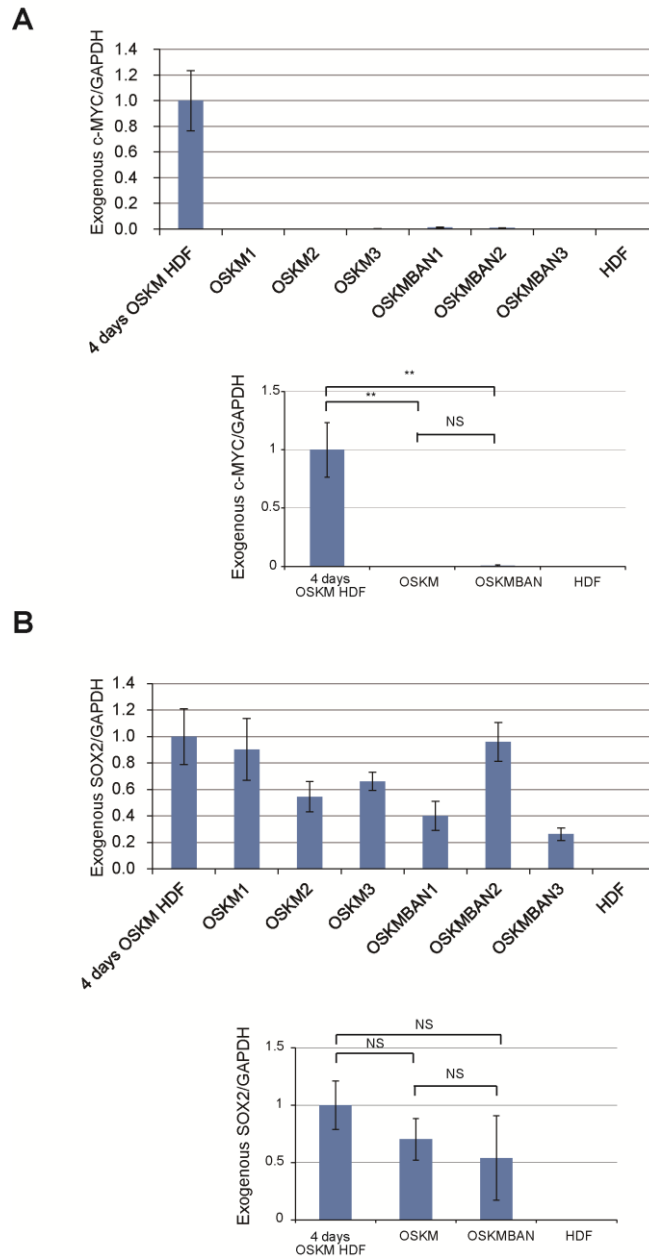 A
Exogenous c-MYC/GAPDH
1.4
1.2
1.0
0.8
0.6
0.4
0.2
0.0
4 days OSKM HDF
OSKM1
OSKM2
OSKM3
OSKMBAN1
OSKMBAN2
OSKMBAN3
HDF
Exogenous c-MYC/GAPDH
1.5
1
0.5
0
**
**
NS
4 days
OSKM HDF
OSKM
OSKMBAN
HDF
B
Exogenous SOX2/GAPDH
1.4
1.2
1.0
0.8
0.6
0.4
0.2
0.0
4 days OSKM HDF
OSKM1
OSKM2
OSKM3
OSKMBAN1
OSKMBAN2
OSKMBAN3
HDF
Exogenous SOX2/GAPDH
1.5
1
0.5
0
NS
NS
NS
4 days
OSKM HDF
OSKM
OSKMBAN
HDF